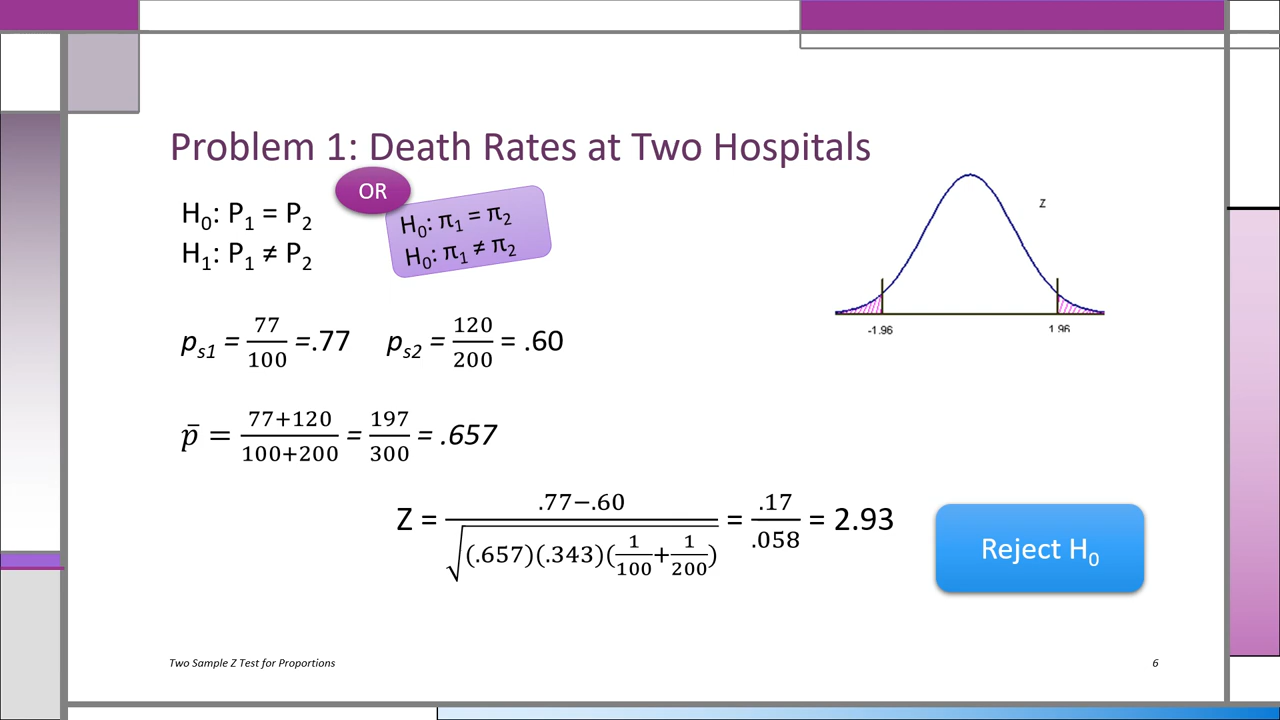 Problem 1: Death Rates at Two Hospitals
H₀: P₁ = P₂
H₁: P₁ ≠ P₂
OR
H₀: π₁ = π₂
H₀: π₁ ≠ π₂
Z
-1.96 1.96
pₛ₁ = 77/100 =.77 pₛ₂ = 120/200 = .60
p̄ = 77+120/100+200 = 197/300 = .657
Z = .77−.60/√(.657)(.343)(1/100+1/200) = .17/.058 = 2.93
Reject H₀
Two Sample Z Test for Proportions
6